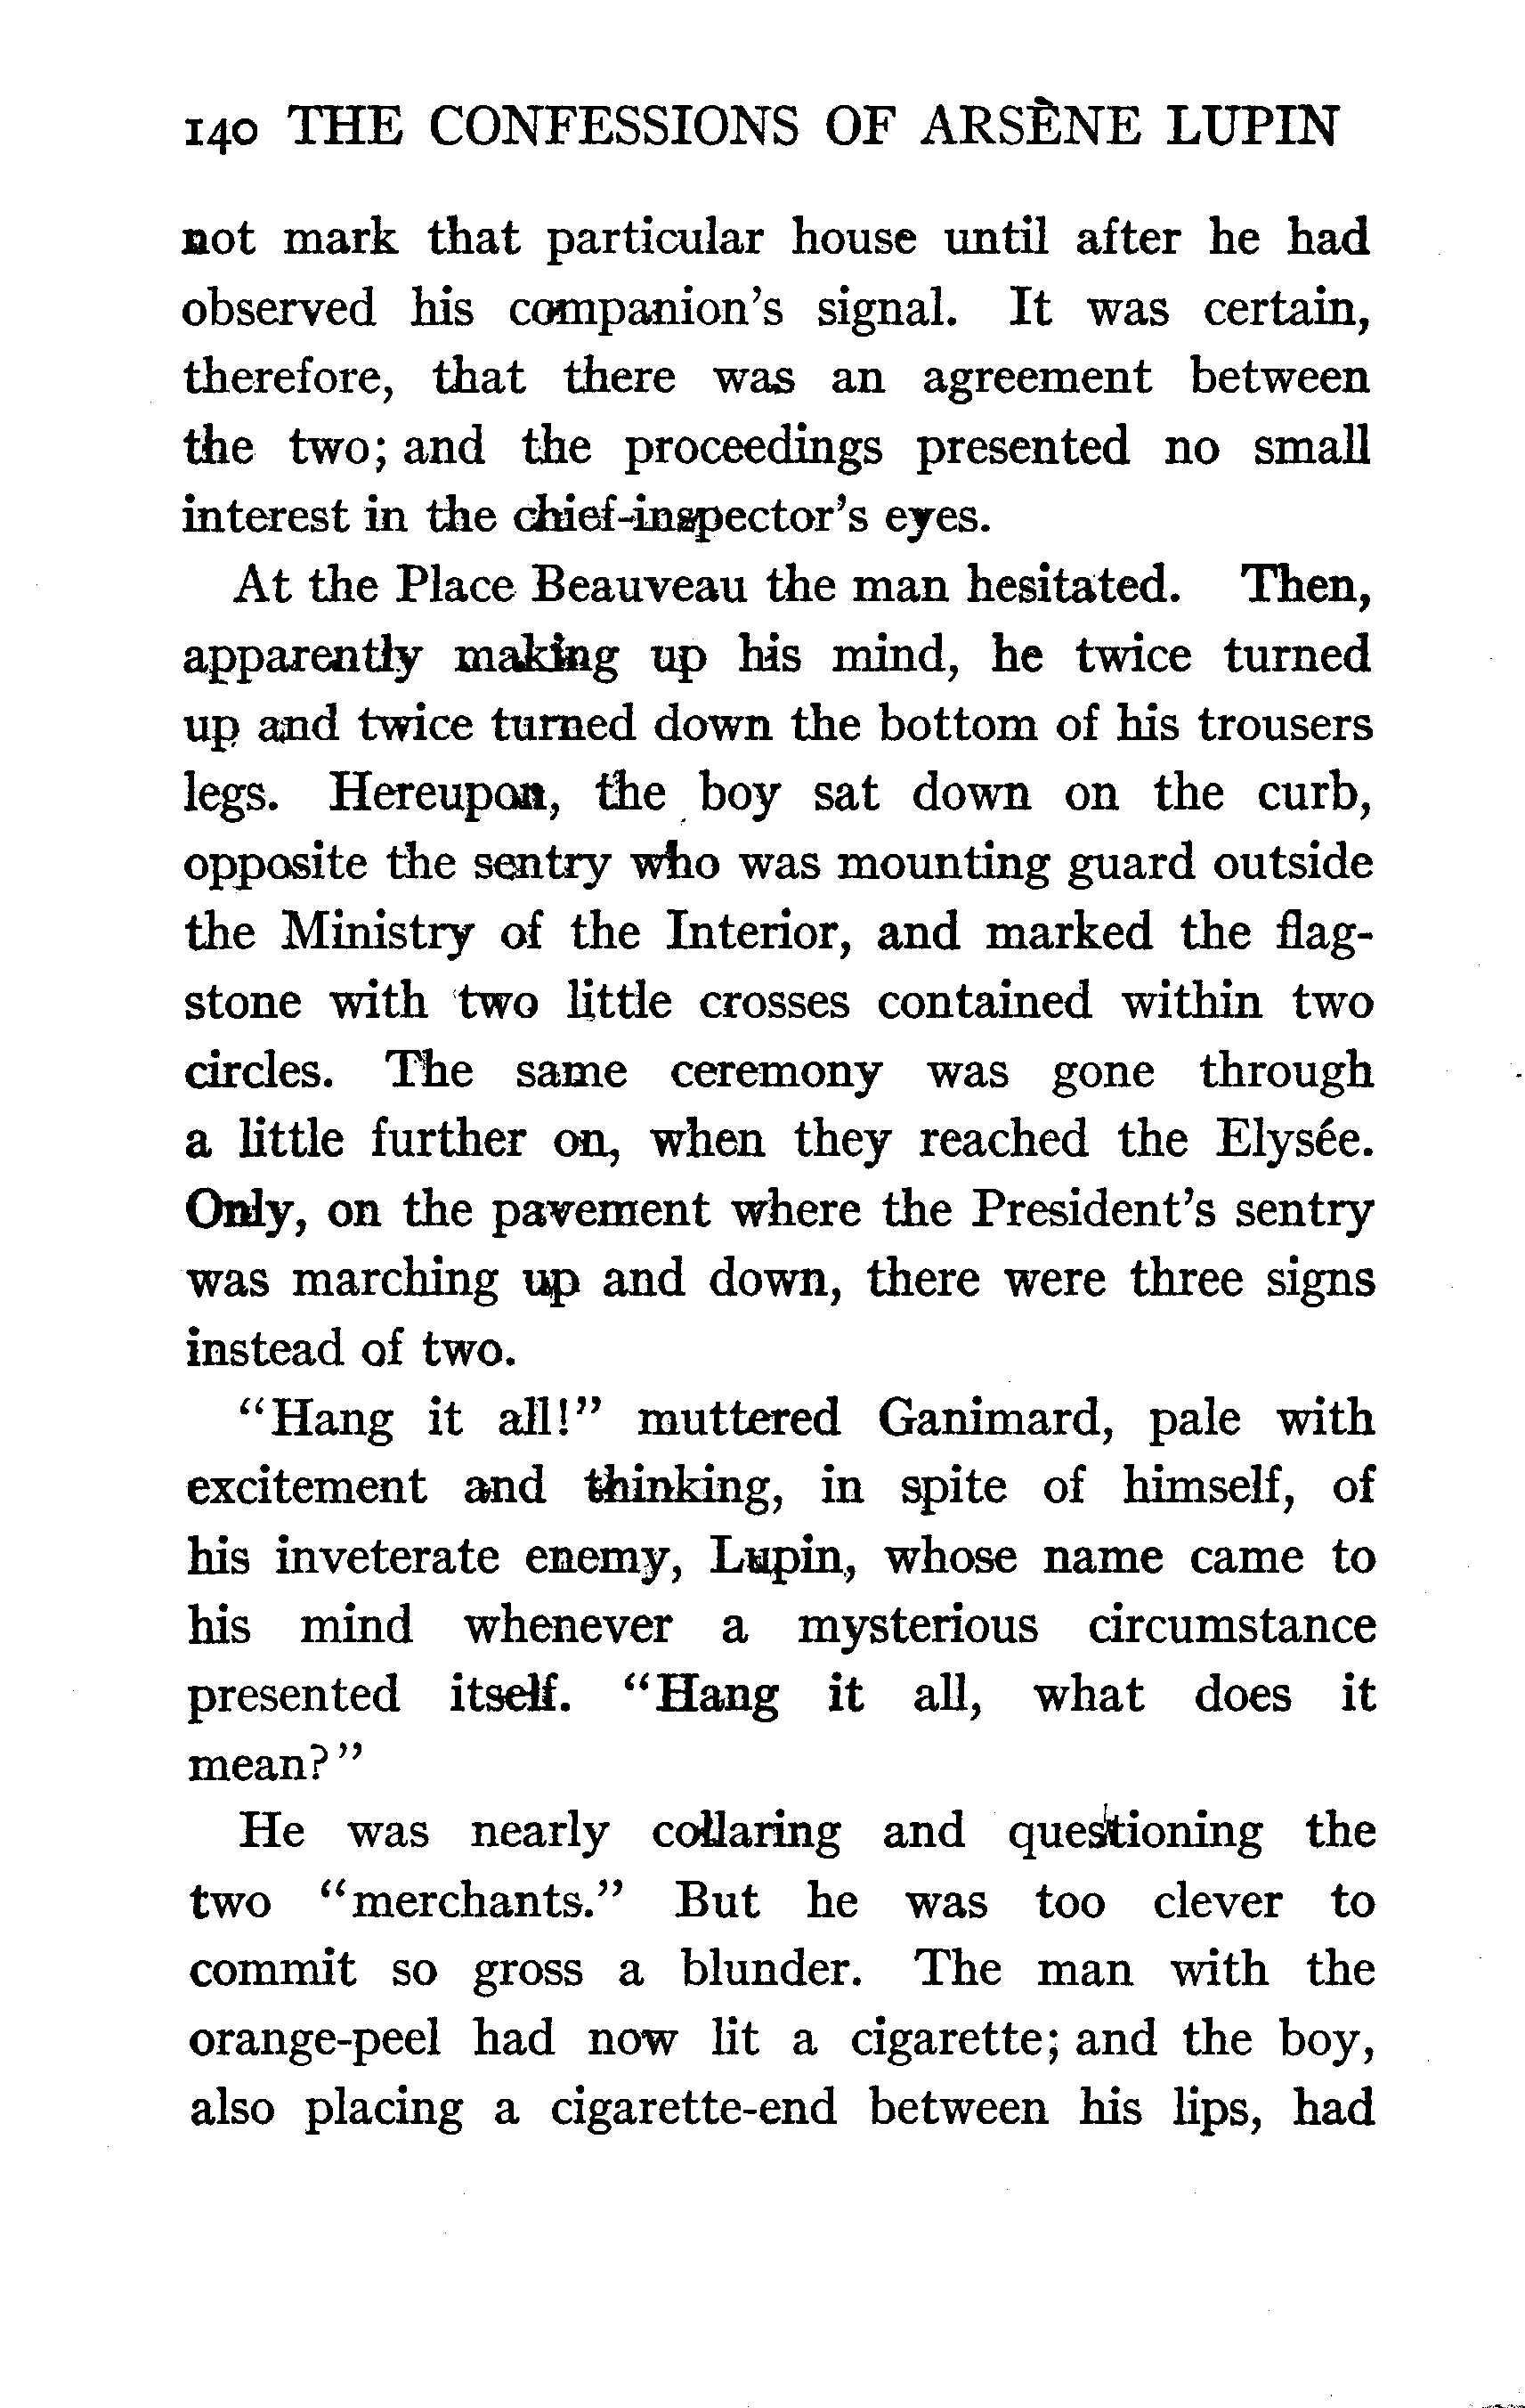 140 THE CONFESSIONS OF ARSÈNE LUPIN
not mark that particular house until after he had
observed his companion's signal. It was certain,
therefore, that there was an agreement between
the two; and the proceedings presented no small
interest in the chief-inspector's eyes.
At the Place Beauveau the man hesitated. Then,
apparently making up his mind, he twice turned
up and twice turned down the bottom of his trousers
legs. Hereupon, the boy sat down on the curb,
opposite the sentry who was mounting guard outside
the Ministry of the Interior, and marked the flag-
stone with two little crosses contained within two
circles. The same ceremony was gone through
a little further on, when they reached the Elysée.
Only, on the pavement where the President's sentry
was marching up and down, there were three signs
instead of two.
"Hang it all!" muttered Ganimard, pale with
excitement and thinking, in spite of himself, of
his inveterate enemy, Lupin, whose name came to
his mind whenever a mysterious circumstance
presented itself. "Hang it all, what does it
mean?"
He was nearly collaring and questioning the
two "merchants." But he was too clever to
commit so gross a blunder. The man with the
orange-peel had now lit a cigarette; and the boy,
also placing a cigarette-end between his lips, had